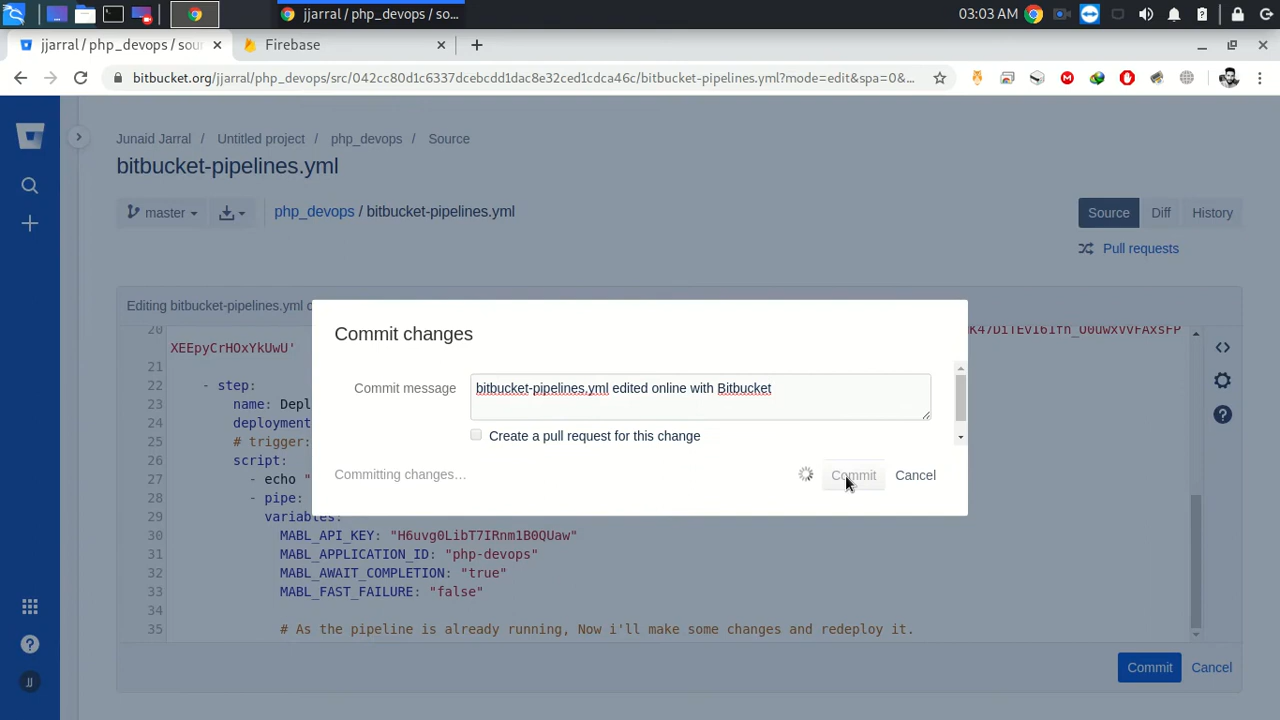 jjarral / php_devops / so...
03:03 AM
jjarral / php_devops / sour
Firebase
bitbucket.org/jjarral/php_devops/src/042cc80d1c6337dcebcdd1dac8e32ced1cdca46c/bitbucket-pipelines.yml?mode=edit&spa=0&...
Junaid Jarral / Untitled project / php_devops / Source
bitbucket-pipelines.yml
master
php_devops / bitbucket-pipelines.yml
Source Diff History
Pull requests
Editing bitbucket-pipelines.yml
20
XEEpyCrHOxYkUwU'
21
22 - step:
23 name:
24 deployment
25 # trigger:
26 script:
27 - echo "
28 - pipe:
29 variables:
30 MABL_API_KEY: "H6uvg0LibT7IRnm1B0QUaw"
31 MABL_APPLICATION_ID: "php-devops"
32 MABL_AWAIT_COMPLETION: "true"
33 MABL_FAST_FAILURE: "false"
34
35 # As the pipeline is already running, Now i'll make some changes and redeploy it.
Commit Cancel
Commit changes
Commit message
bitbucket-pipelines.yml edited online with Bitbucket
Create a pull request for this change
Committing changes…
Commit Cancel
JJ